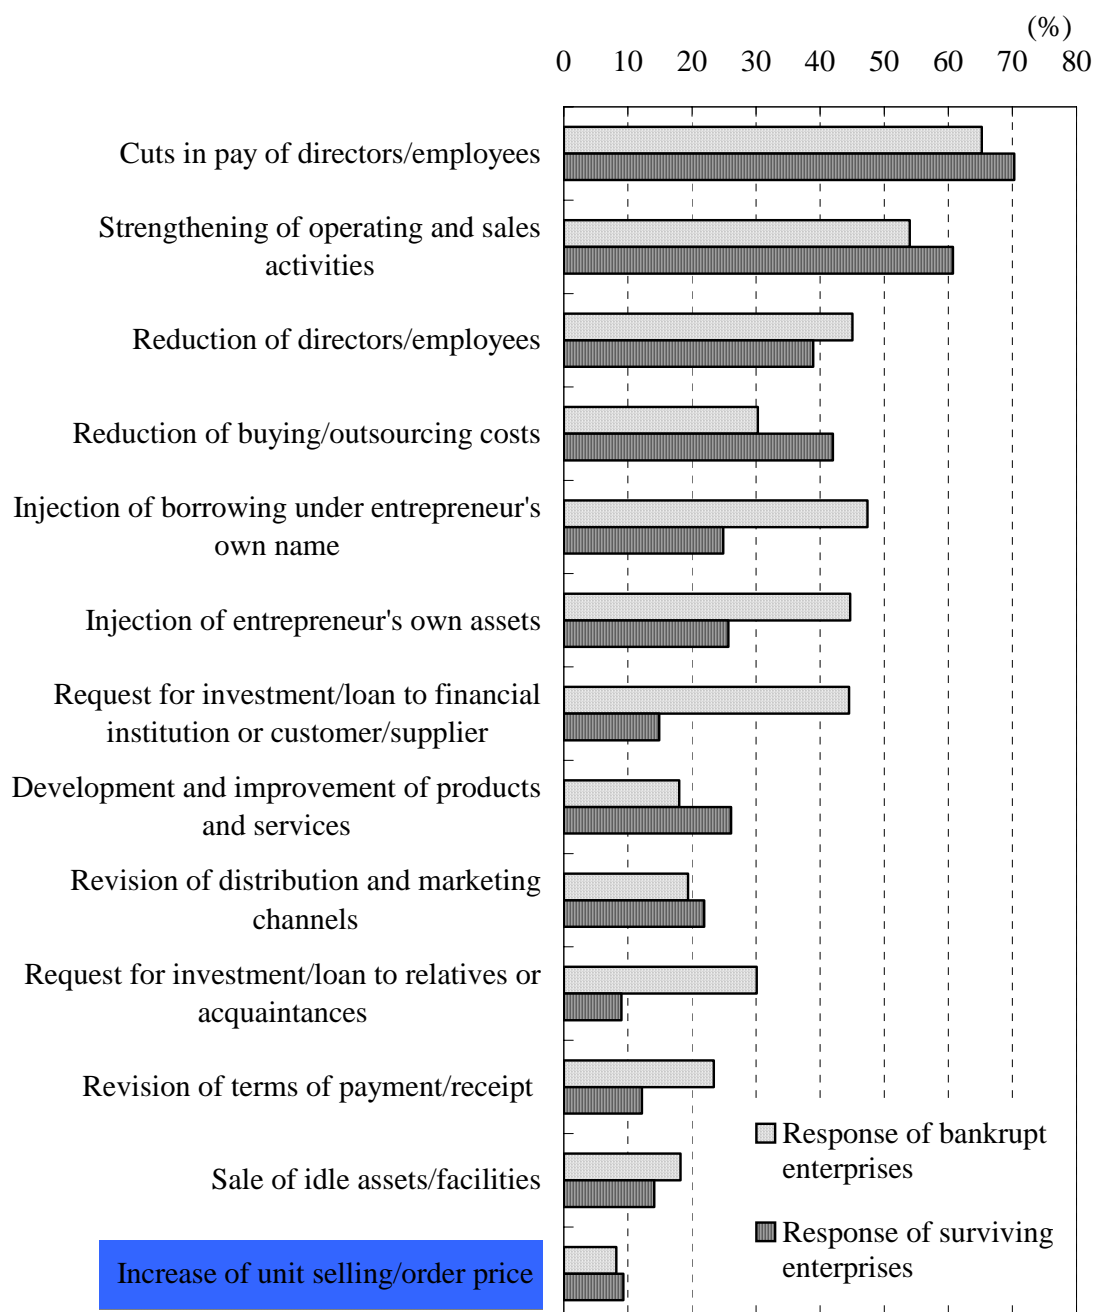 (%)
0 10 20 30 40 50 60 70 80
Cuts in pay of directors/employees
Strengthening of operating and sales
activities
Reduction of directors/employees
Reduction of buying/outsourcing costs
Injection of borrowing under entrepreneur's
own name
Injection of entrepreneur's own assets
Request for investment/loan to financial
institution or customer/supplier
Development and improvement of products
and services
Revision of distribution and marketing
channels
Request for investment/loan to relatives or
acquaintances
Revision of terms of payment/receipt
Sale of idle assets/facilities
Increase of unit selling/order price
Response of bankrupt
enterprises
Response of surviving
enterprises